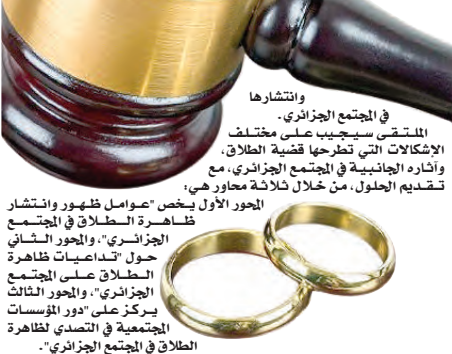 وانتشارها
في المجتمع الجزائري.
الملتقى سيجيب على مختلف
الإشكالات التي تطرحها قضية الطلاق،
وآثاره الجانبية في المجتمع الجزائري، مع
تقديم الحلول، من خلال ثلاثة محاور هي:
المحور الأول يخص "عوامل ظهور وانتشار
ظاهرة الطلاق في المجتمع
الجزائري"، والمحور الثاني
حول "تداعيات ظاهرة
الطلاق على المجتمع
الجزائري"، والمحور الثالث
يركز على "دور المؤسسات
المجتمعية في التصدي لظاهرة
الطلاق في المجتمع الجزائري".